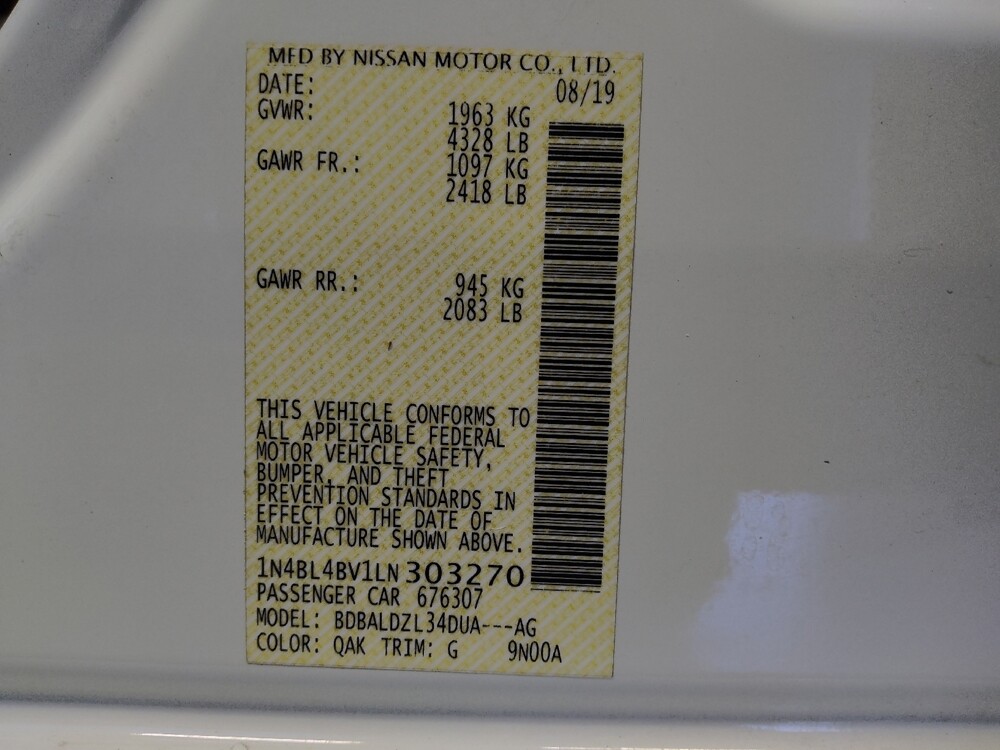 MFD BY NISSAN MOTOR CO., LTD.
DATE: 08/19
GVWR: 1963 KG
4328 LB
GAWR FR.: 1097 KG
2418 LB
GAWR RR.: 945 KG
2083 LB
THIS VEHICLE CONFORMS TO
ALL APPLICABLE FEDERAL
MOTOR VEHICLE SAFETY,
BUMPER, AND THEFT
PREVENTION STANDARDS IN
EFFECT ON THE DATE OF
MANUFACTURE SHOWN ABOVE.
1N4BL4BV1LN303270
PASSENGER CAR 676307
MODEL: BDBALDZL34DUA---AG
COLOR: QAK TRIM: G 9N00A